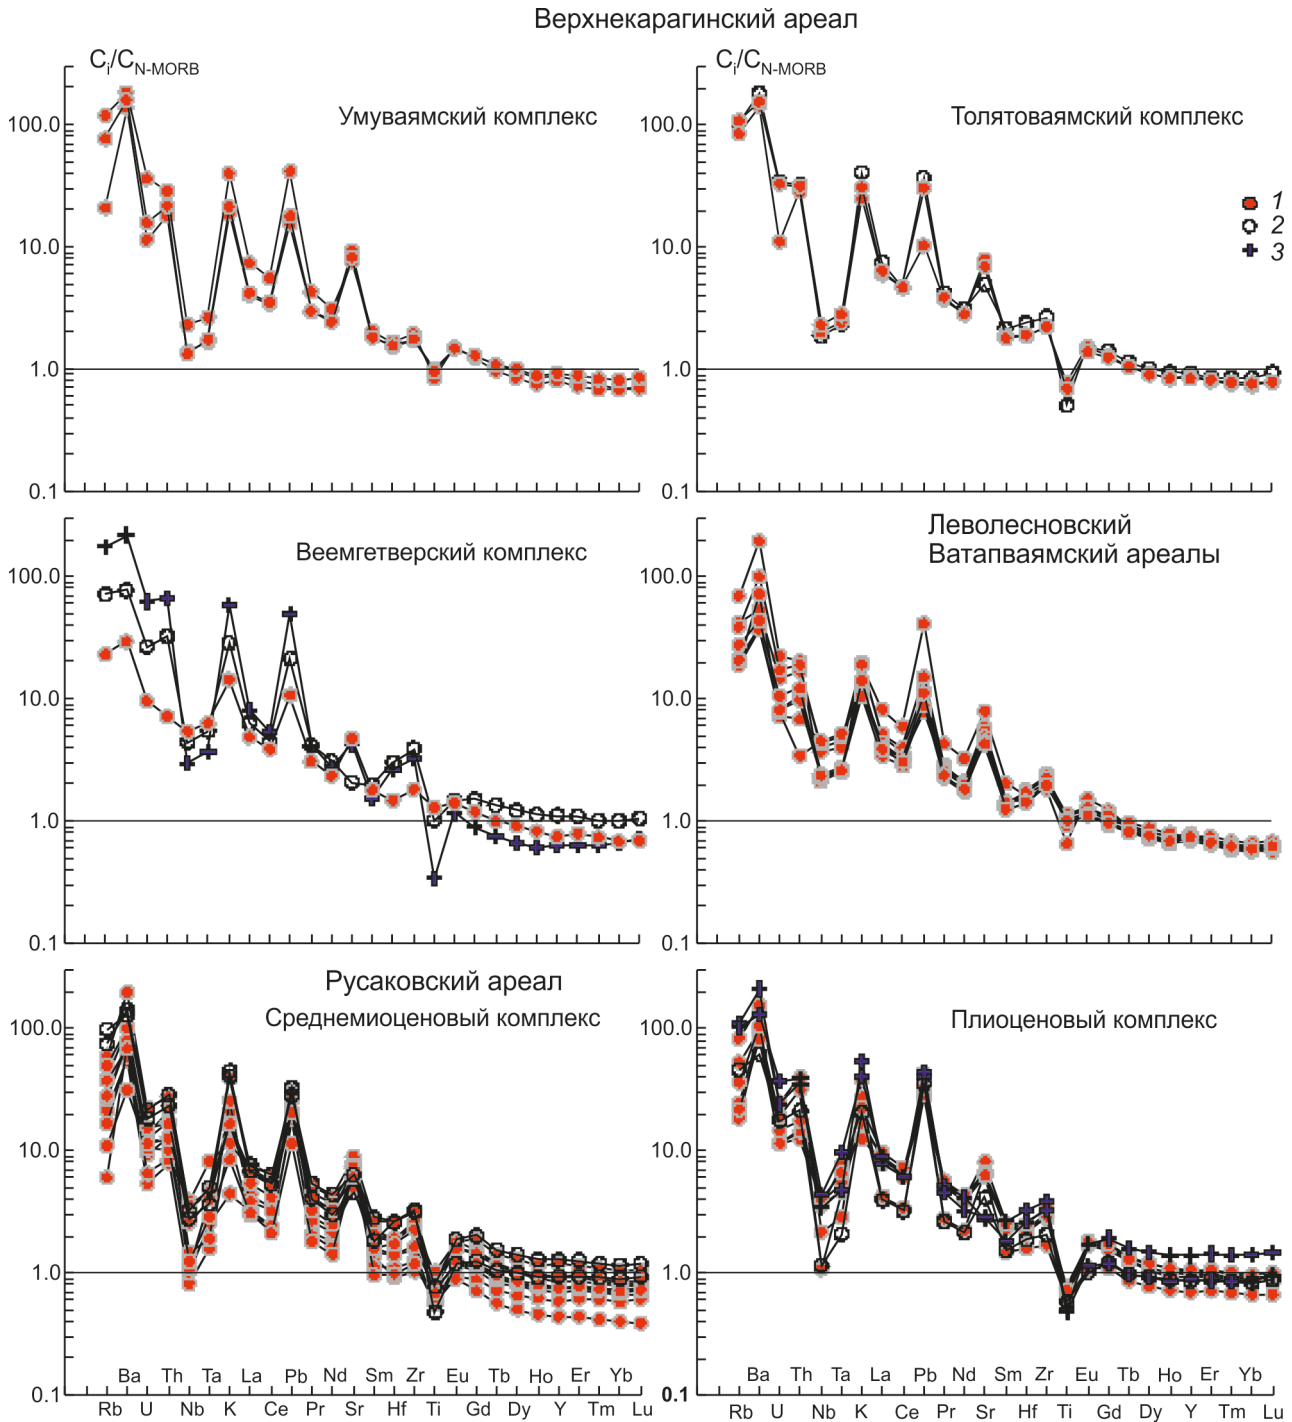 Верхнекарагинский ареал
Ci/CN-MORB
Умуваямский комплекс
100.0
10.0
1.0
0.1
Ci/CN-MORB
Толятоваямский комплекс
100.0
10.0
1.0
0.1
1
2
3
Веемгетверский комплекс
100.0
10.0
1.0
0.1
Леволесновский
Ватапваямский ареалы
100.0
10.0
1.0
0.1
Русаковский ареал
Среднемиоценовый комплекс
100.0
10.0
1.0
0.1
Ba Th Ta La Pb Nd Sm Zr Eu Tb Ho Er Yb
Rb U Nb K Ce Pr Sr Hf Ti Gd Dy Y Tm Lu
Плиоценовый комплекс
100.0
10.0
1.0
0.1
Ba Th Ta La Pb Nd Sm Zr Eu Tb Ho Er Yb
Rb U Nb K Ce Pr Sr Hf Ti Gd Dy Y Tm Lu